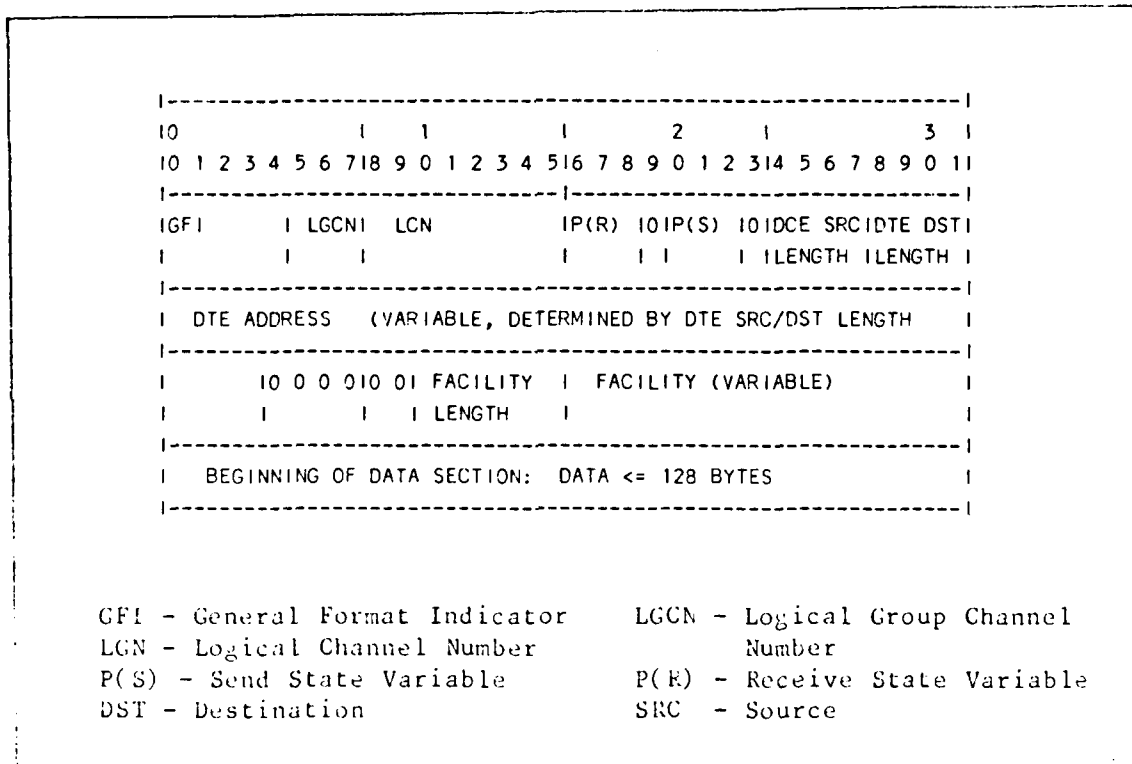 |-----------------------------------------------------------------|
|0 | 1 | 2 | 3 |
|0 1 2 3 4 5 6 7|8 9 0 1 2 3 4 5|6 7 8 9 0 1 2 3|4 5 6 7 8 9 0 1|
|--------------------------------|--------------------------------|
|GFI | LGCN| LCN |P(R) |0|P(S) |0|DCE SRC|DTE DST|
| | | | | | | |LENGTH |LENGTH |
|-----------------------------------------------------------------|
| DTE ADDRESS (VARIABLE, DETERMINED BY DTE SRC/DST LENGTH |
|-----------------------------------------------------------------|
| |0 0 0 0|0 0| FACILITY | FACILITY (VARIABLE) |
| | | | LENGTH | |
|-----------------------------------------------------------------|
| BEGINNING OF DATA SECTION: DATA <= 128 BYTES |
|-----------------------------------------------------------------|
GFI - General Format Indicator LGCN - Logical Group Channel
LCN - Logical Channel Number Number
P(S) - Send State Variable P(R) - Receive State Variable
DST - Destination SRC - Source